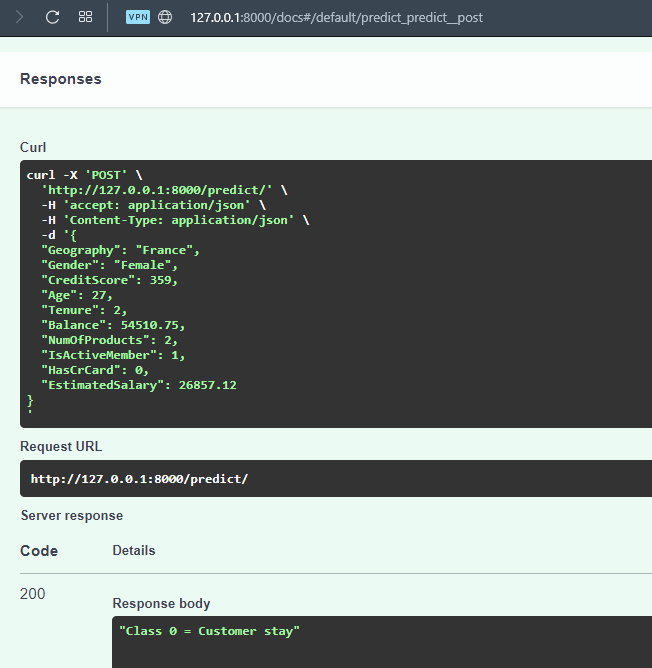 VPN 127.0.0.1:8000/docs#/default/predict_predict__post
Responses
Curl
curl -X 'POST' \
  'http://127.0.0.1:8000/predict/' \
  -H 'accept: application/json' \
  -H 'Content-Type: application/json' \
  -d '{
  "Geography": "France",
  "Gender": "Female",
  "CreditScore": 359,
  "Age": 27,
  "Tenure": 2,
  "Balance": 54510.75,
  "NumOfProducts": 2,
  "IsActiveMember": 1,
  "HasCrCard": 0,
  "EstimatedSalary": 26857.12
}
'
Request URL
http://127.0.0.1:8000/predict/
Server response
Code Details
200
Response body
"Class 0 = Customer stay"